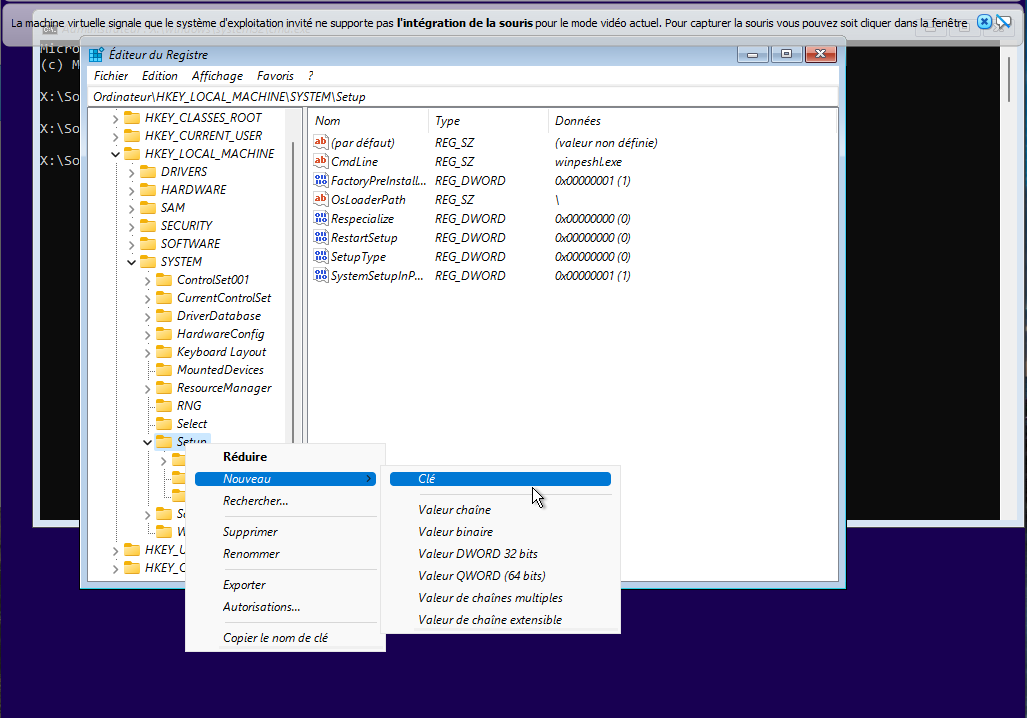 La machine virtuelle signale que le système d'exploitation invité ne supporte pas l'intégration de la souris pour le mode vidéo actuel. Pour capturer la souris vous pouvez soit cliquer dans la fenêtre
Micro
(c) M
X:\So
X:\So
X:\So
Éditeur du Registre
Fichier Edition Affichage Favoris ?
Ordinateur\HKEY_LOCAL_MACHINE\SYSTEM\Setup
HKEY_CLASSES_ROOT
HKEY_CURRENT_USER
HKEY_LOCAL_MACHINE
DRIVERS
HARDWARE
SAM
SECURITY
SOFTWARE
SYSTEM
ControlSet001
CurrentControlSet
DriverDatabase
HardwareConfig
Keyboard Layout
MountedDevices
ResourceManager
RNG
Select
Setup
S
W
HKEY_U
HKEY_C
Nom Type Données
(par défaut) REG_SZ (valeur non définie)
CmdLine REG_SZ winpeshl.exe
FactoryPreInstall... REG_DWORD 0x00000001 (1)
OsLoaderPath REG_SZ \
Respecialize REG_DWORD 0x00000000 (0)
RestartSetup REG_DWORD 0x00000000 (0)
SetupType REG_DWORD 0x00000000 (0)
SystemSetupInP... REG_DWORD 0x00000001 (1)
Réduire
Nouveau
Rechercher...
Supprimer
Renommer
Exporter
Autorisations...
Copier le nom de clé
Clé
Valeur chaîne
Valeur binaire
Valeur DWORD 32 bits
Valeur QWORD (64 bits)
Valeur de chaînes multiples
Valeur de chaîne extensible